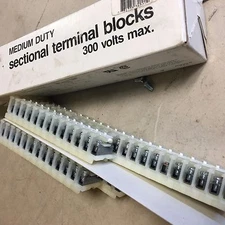 MEDIUM DUTY
sectional terminal blocks
300 volts max.